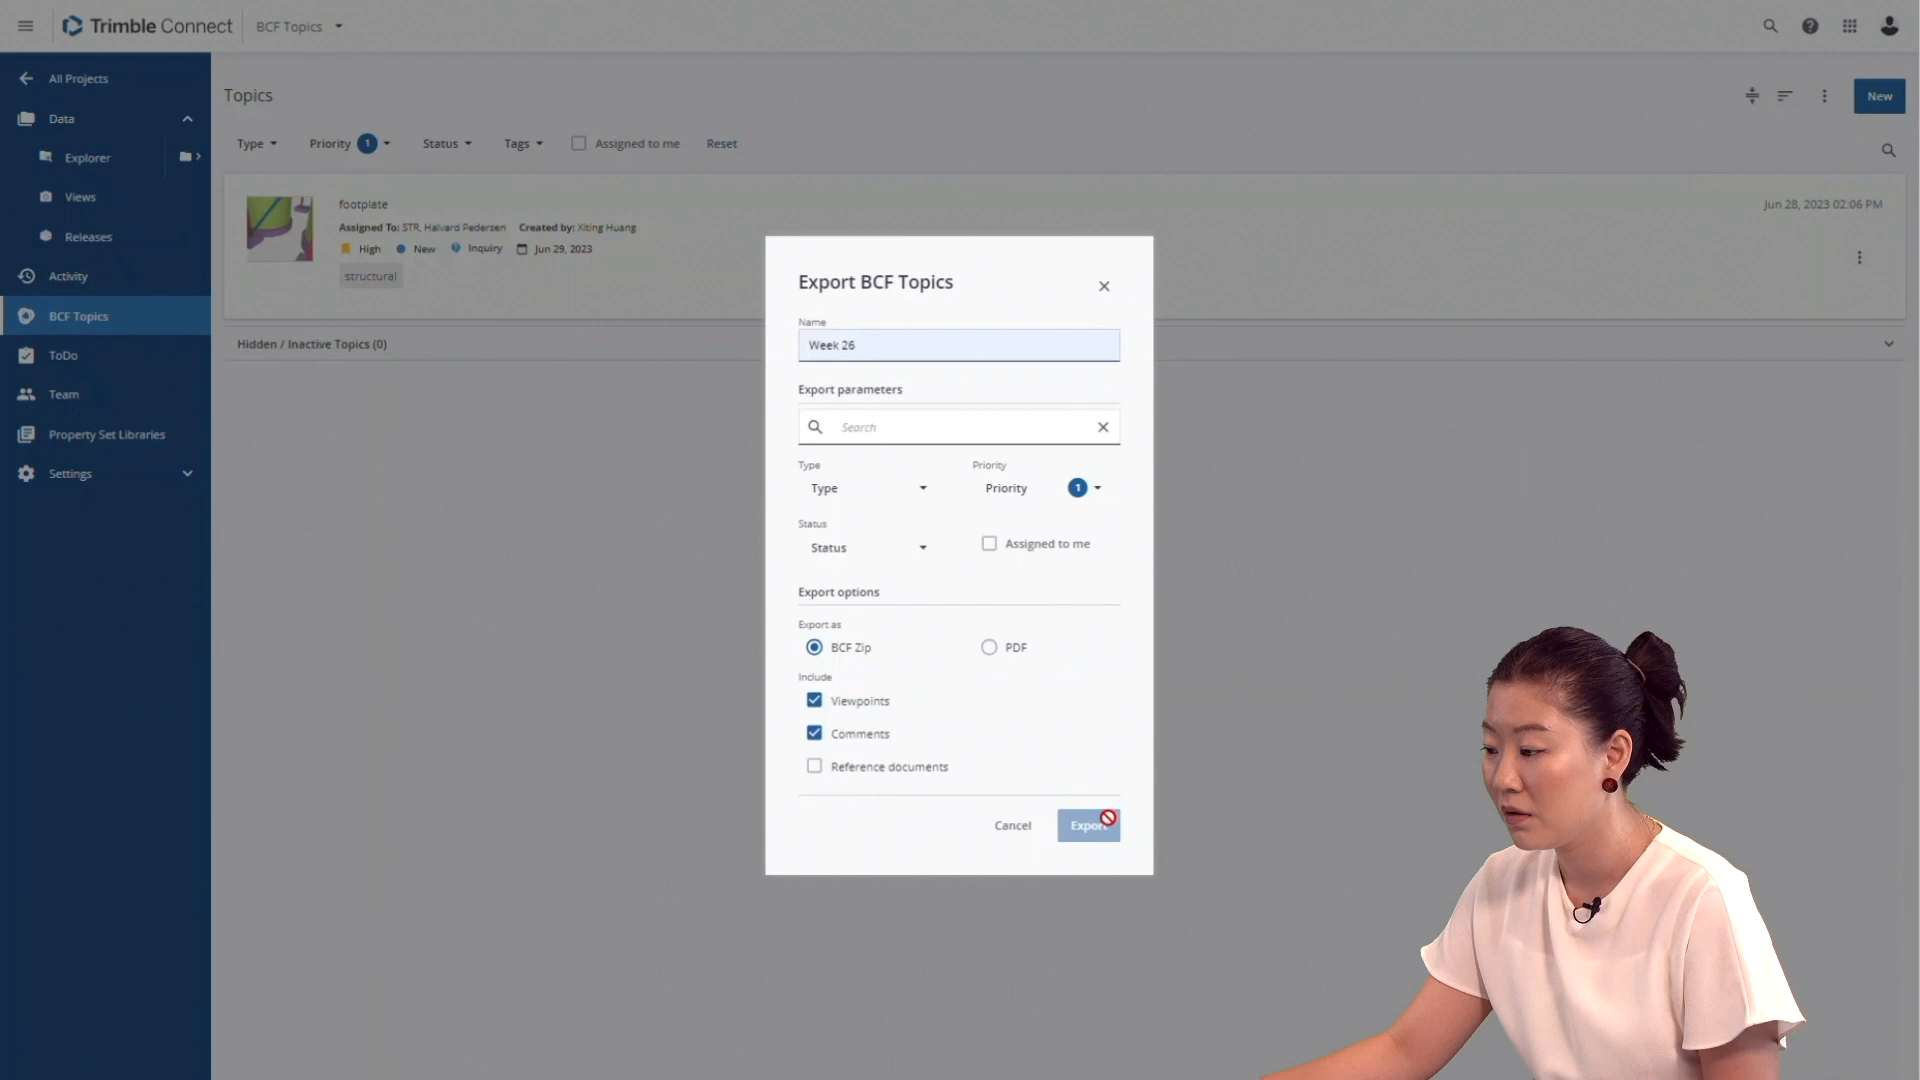 Trimble Connect
BCF Topics
All Projects
Data
Explorer
Views
Releases
Activity
BCF Topics
ToDo
Team
Property Set Libraries
Settings
Topics
New
Type
Priority 1
Status
Tags
Assigned to me
Reset
footplate
Jun 28, 2023 02:06 PM
Assigned To: STR, Halvard Pedersen Created by: Xiting Huang
High New Inquiry Jun 29, 2023
structural
Hidden / Inactive Topics (0)
Export BCF Topics
Name
Week 26
Export parameters
Search
Type Priority
Type Priority 1
Status
Status Assigned to me
Export options
Export as
BCF Zip PDF
Include
Viewpoints
Comments
Reference documents
Cancel Export